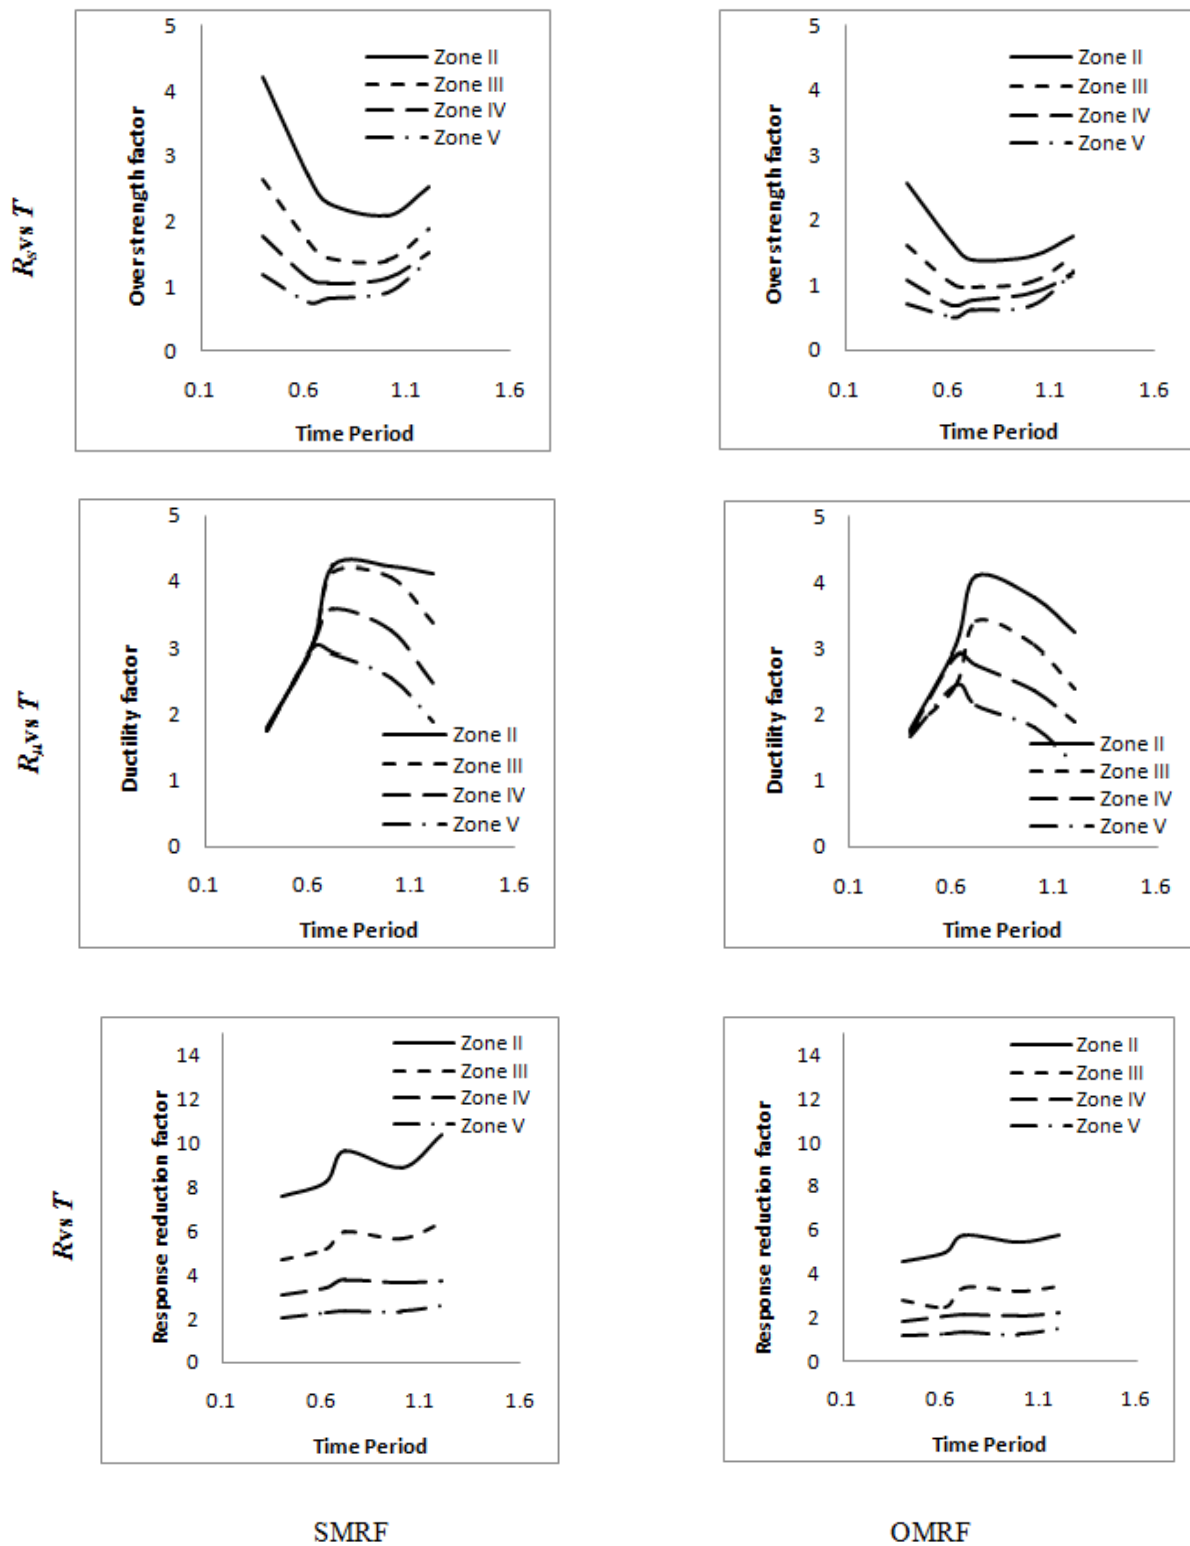 R_s vs T
5
4
3
2
1
0
Over strength factor
Zone II
Zone III
Zone IV
Zone V
0.1 0.6 1.1 1.6
Time Period
5
4
3
2
1
0
Over strength factor
Zone II
Zone III
Zone IV
Zone V
0.1 0.6 1.1 1.6
Time Period
R_μ vs T
5
4
3
2
1
0
Ductility factor
Zone II
Zone III
Zone IV
Zone V
0.1 0.6 1.1 1.6
Time Period
5
4
3
2
1
0
Ductility factor
Zone II
Zone III
Zone IV
Zone V
0.1 0.6 1.1 1.6
Time Period
R vs T
14
12
10
8
6
4
2
0
Response reduction factor
Zone II
Zone III
Zone IV
Zone V
0.1 0.6 1.1 1.6
Time Period
14
12
10
8
6
4
2
0
Response reduction factor
Zone II
Zone III
Zone IV
Zone V
0.1 0.6 1.1 1.6
Time Period
SMRF
OMRF